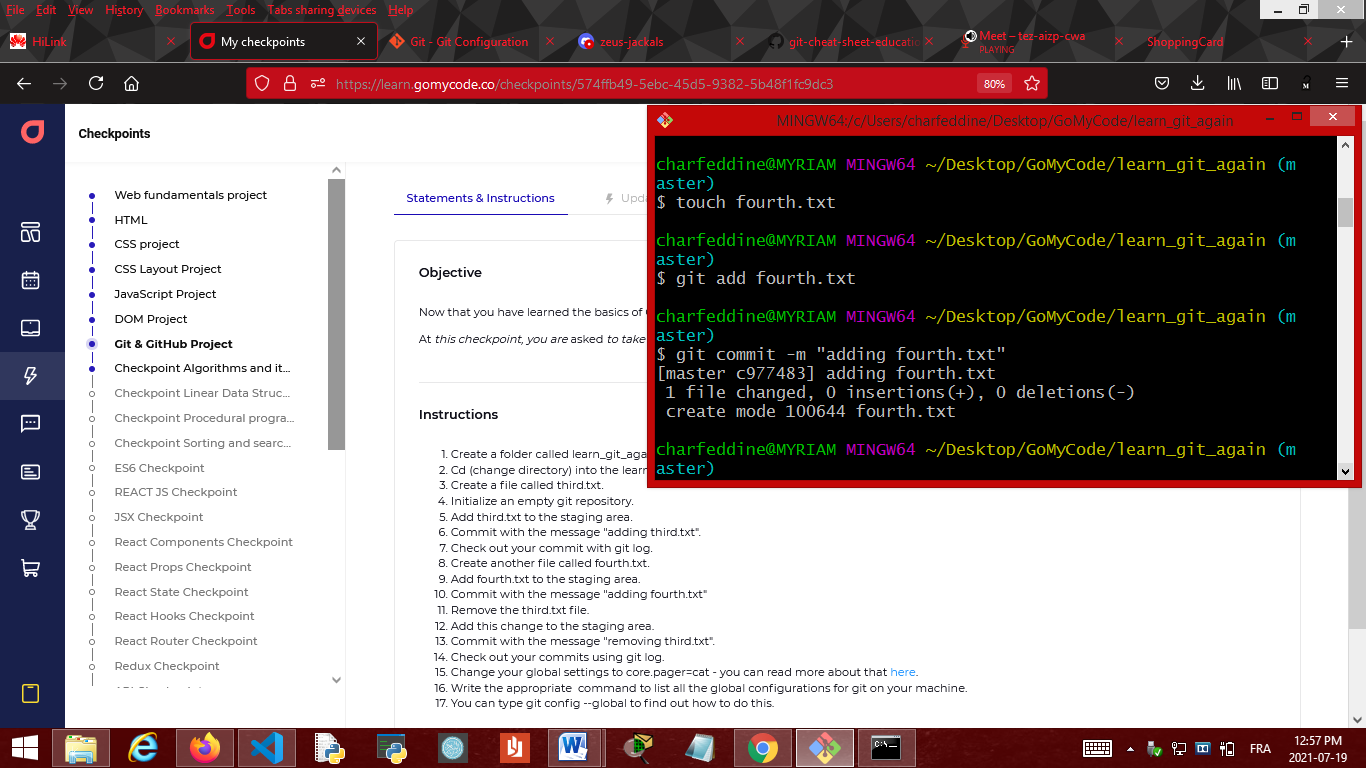 File Edit View History Bookmarks Tools Tabs sharing devices Help
HiLink
My checkpoints
Git - Git Configuration
zeus-jackals
git-cheat-sheet-educatio
Meet – tez-aizp-cwa
PLAYING
ShoppingCard
https://learn.gomycode.co/checkpoints/574ffb49-5ebc-45d5-9382-5b48f1fc9dc3
80%
Checkpoints
Web fundamentals project
HTML
CSS project
CSS Layout Project
JavaScript Project
DOM Project
Git & GitHub Project
Checkpoint Algorithms and it...
Checkpoint Linear Data Struc...
Checkpoint Procedural progra...
Checkpoint Sorting and searc...
ES6 Checkpoint
REACT JS Checkpoint
JSX Checkpoint
React Components Checkpoint
React Props Checkpoint
React State Checkpoint
React Hooks Checkpoint
React Router Checkpoint
Redux Checkpoint
Statements & Instructions
Upda
Objective
Now that you have learned the basics of
At this checkpoint, you are asked to take
Instructions
1. Create a folder called learn_git_aga
2. Cd (change directory) into the learn
3. Create a file called third.txt.
4. Initialize an empty git repository.
5. Add third.txt to the staging area.
6. Commit with the message "adding third.txt".
7. Check out your commit with git log.
8. Create another file called fourth.txt.
9. Add fourth.txt to the staging area.
10. Commit with the message "adding fourth.txt"
11. Remove the third.txt file.
12. Add this change to the staging area.
13. Commit with the message "removing third.txt".
14. Check out your commits using git log.
15. Change your global settings to core.pager=cat - you can read more about that here.
16. Write the appropriate command to list all the global configurations for git on your machine.
17. You can type git config --global to find out how to do this.
MINGW64:/c/Users/charfeddine/Desktop/GoMyCode/learn_git_again
charfeddine@MYRIAM MINGW64 ~/Desktop/GoMyCode/learn_git_again (m
aster)
$ touch fourth.txt
charfeddine@MYRIAM MINGW64 ~/Desktop/GoMyCode/learn_git_again (m
aster)
$ git add fourth.txt
charfeddine@MYRIAM MINGW64 ~/Desktop/GoMyCode/learn_git_again (m
aster)
$ git commit -m "adding fourth.txt"
[master c977483] adding fourth.txt
1 file changed, 0 insertions(+), 0 deletions(-)
create mode 100644 fourth.txt
charfeddine@MYRIAM MINGW64 ~/Desktop/GoMyCode/learn_git_again (m
aster)
FRA
12:57 PM
2021-07-19